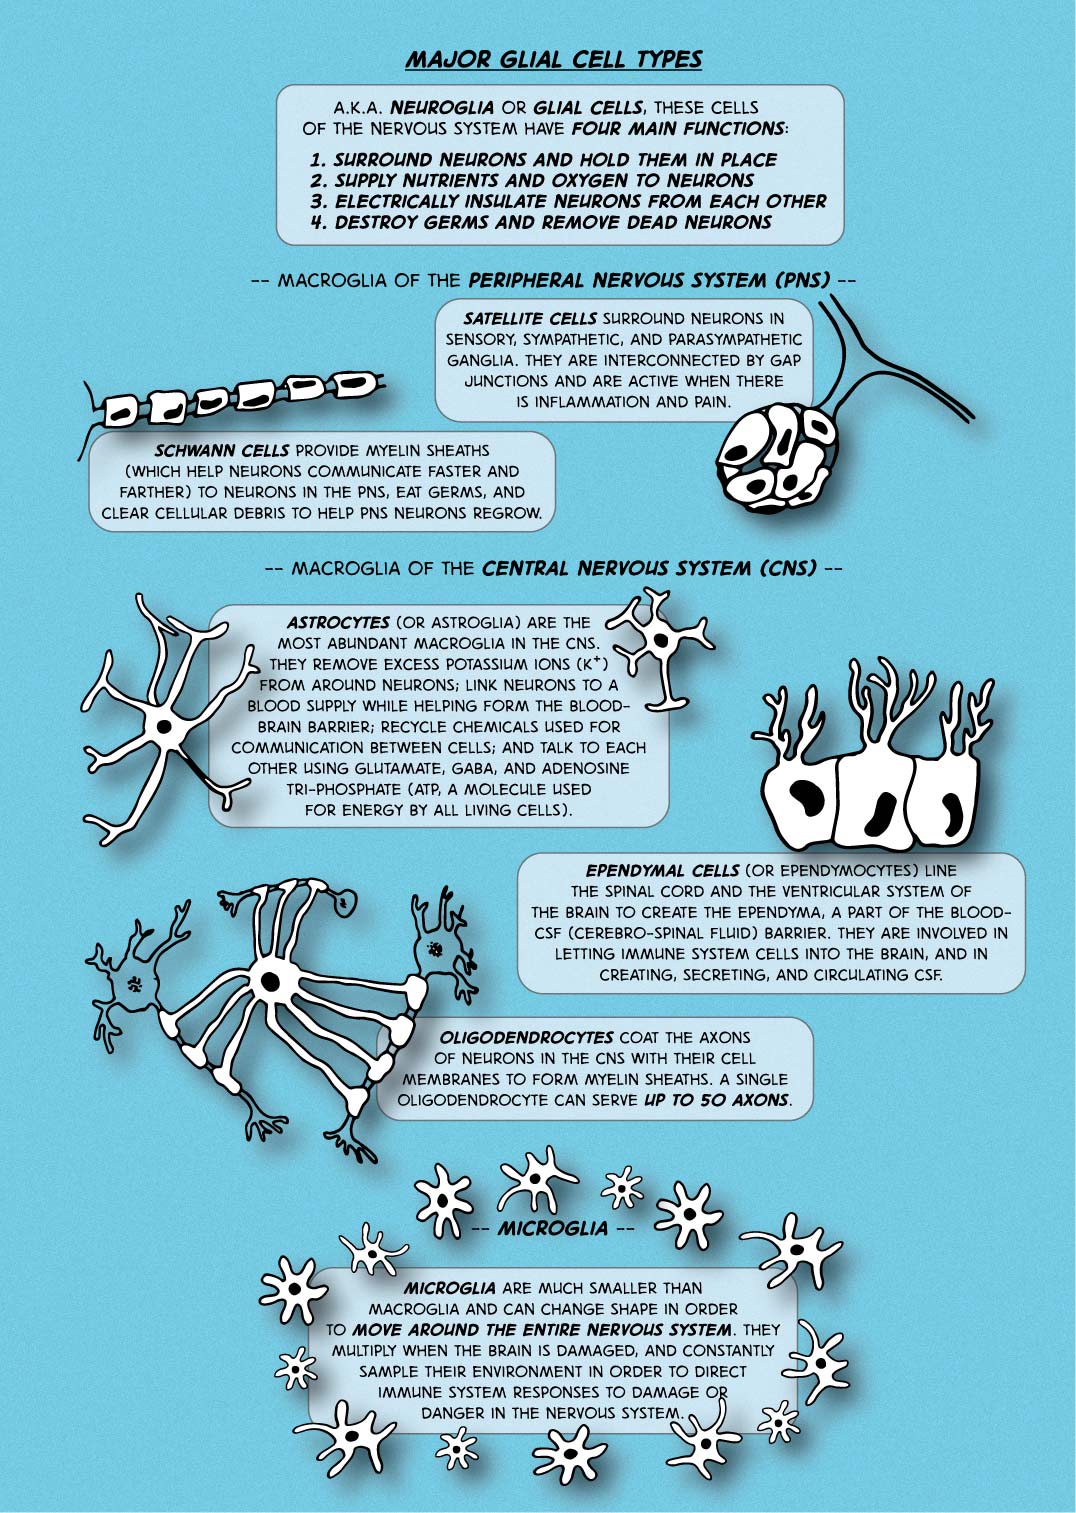 MAJOR GLIAL CELL TYPES
A.K.A. NEUROGLIA OR GLIAL CELLS, THESE CELLS
OF THE NERVOUS SYSTEM HAVE FOUR MAIN FUNCTIONS:
1. SURROUND NEURONS AND HOLD THEM IN PLACE
2. SUPPLY NUTRIENTS AND OXYGEN TO NEURONS
3. ELECTRICALLY INSULATE NEURONS FROM EACH OTHER
4. DESTROY GERMS AND REMOVE DEAD NEURONS
-- MACROGLIA OF THE PERIPHERAL NERVOUS SYSTEM (PNS) --
SATELLITE CELLS SURROUND NEURONS IN
SENSORY, SYMPATHETIC, AND PARASYMPATHETIC
GANGLIA. THEY ARE INTERCONNECTED BY GAP
JUNCTIONS AND ARE ACTIVE WHEN THERE
IS INFLAMMATION AND PAIN.
SCHWANN CELLS PROVIDE MYELIN SHEATHS
(WHICH HELP NEURONS COMMUNICATE FASTER AND
FARTHER) TO NEURONS IN THE PNS, EAT GERMS, AND
CLEAR CELLULAR DEBRIS TO HELP PNS NEURONS REGROW.
-- MACROGLIA OF THE CENTRAL NERVOUS SYSTEM (CNS) --
ASTROCYTES (OR ASTROGLIA) ARE THE
MOST ABUNDANT MACROGLIA IN THE CNS.
THEY REMOVE EXCESS POTASSIUM IONS (K⁺)
FROM AROUND NEURONS; LINK NEURONS TO A
BLOOD SUPPLY WHILE HELPING FORM THE BLOOD-
BRAIN BARRIER; RECYCLE CHEMICALS USED FOR
COMMUNICATION BETWEEN CELLS; AND TALK TO EACH
OTHER USING GLUTAMATE, GABA, AND ADENOSINE
TRI-PHOSPHATE (ATP, A MOLECULE USED
FOR ENERGY BY ALL LIVING CELLS).
EPENDYMAL CELLS (OR EPENDYMOCYTES) LINE
THE SPINAL CORD AND THE VENTRICULAR SYSTEM OF
THE BRAIN TO CREATE THE EPENDYMA, A PART OF THE BLOOD-
CSF (CEREBRO-SPINAL FLUID) BARRIER. THEY ARE INVOLVED IN
LETTING IMMUNE SYSTEM CELLS INTO THE BRAIN, AND IN
CREATING, SECRETING, AND CIRCULATING CSF.
OLIGODENDROCYTES COAT THE AXONS
OF NEURONS IN THE CNS WITH THEIR CELL
MEMBRANES TO FORM MYELIN SHEATHS. A SINGLE
OLIGODENDROCYTE CAN SERVE UP TO 50 AXONS.
-- MICROGLIA --
MICROGLIA ARE MUCH SMALLER THAN
MACROGLIA AND CAN CHANGE SHAPE IN ORDER
TO MOVE AROUND THE ENTIRE NERVOUS SYSTEM. THEY
MULTIPLY WHEN THE BRAIN IS DAMAGED, AND CONSTANTLY
SAMPLE THEIR ENVIRONMENT IN ORDER TO DIRECT
IMMUNE SYSTEM RESPONSES TO DAMAGE OR
DANGER IN THE NERVOUS SYSTEM.